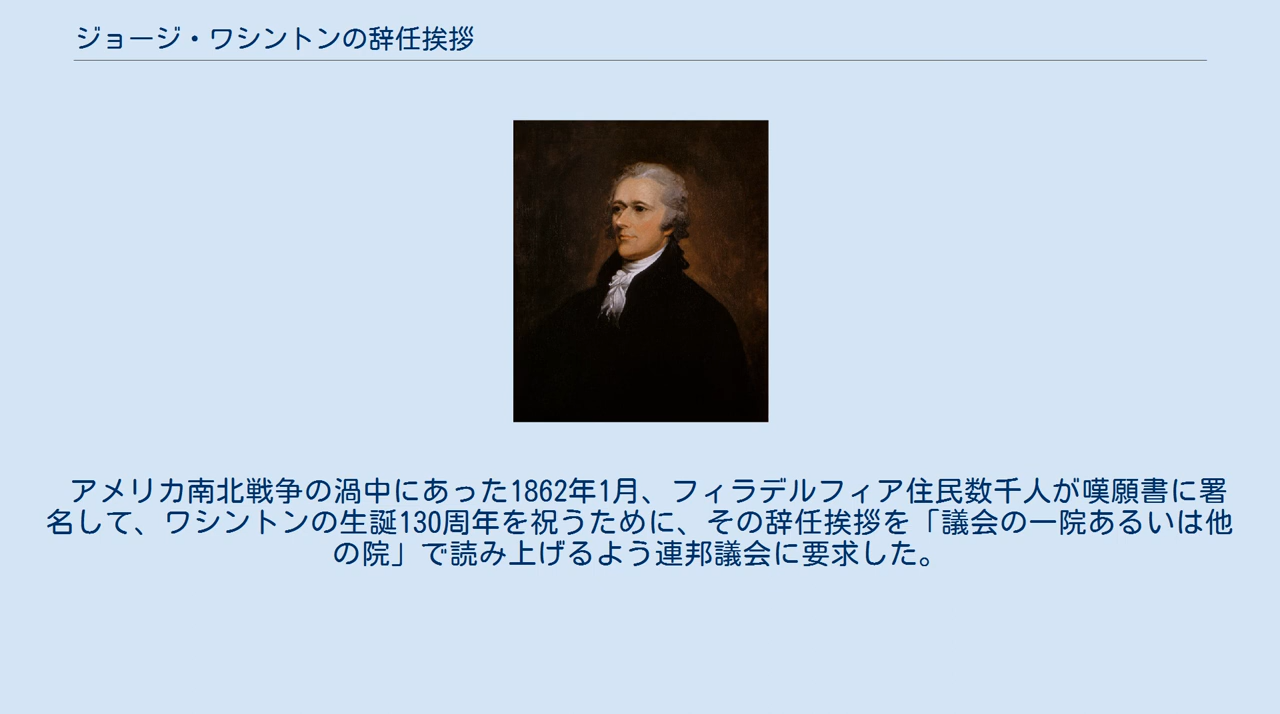 ジョージ・ワシントンの辞任挨拶
アメリカ南北戦争の渦中にあった1862年1月、フィラデルフィア住民数千人が嘆願書に署
名して、ワシントンの生誕130周年を祝うために、その辞任挨拶を「議会の一院あるいは他
の院」で読み上げるよう連邦議会に要求した。